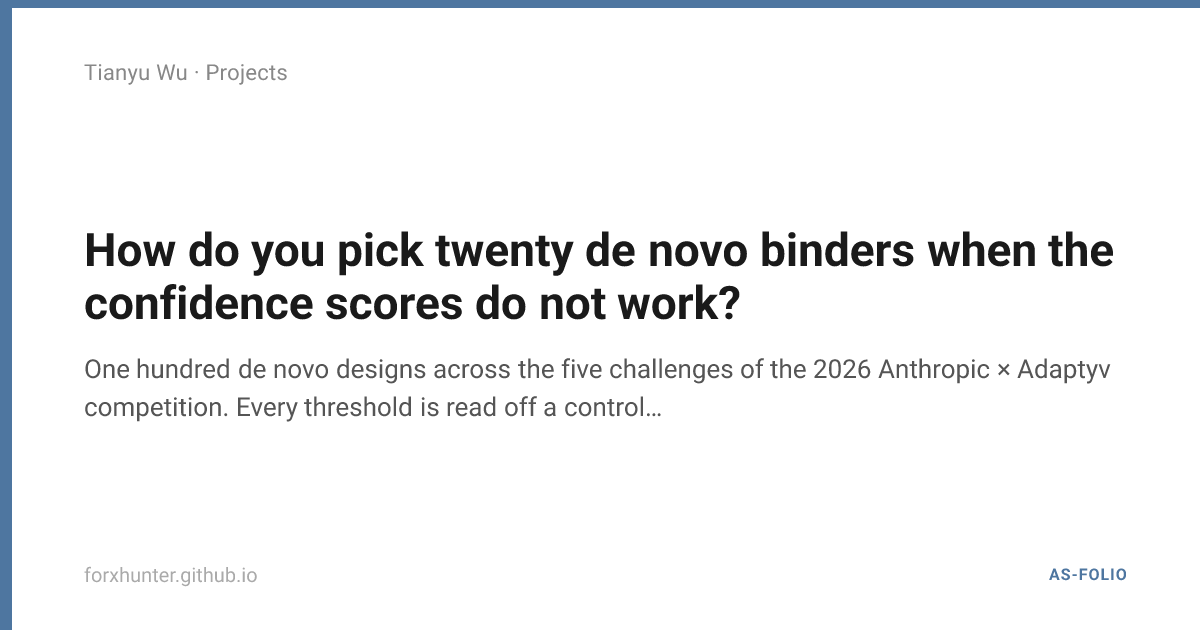 Tianyu Wu · Projects
How do you pick twenty de novo binders when the
confidence scores do not work?
One hundred de novo designs across the five challenges of the 2026 Anthropic × Adaptyv
competition. Every threshold is read off a control…
forxhunter.github.io
AS-FOLIO